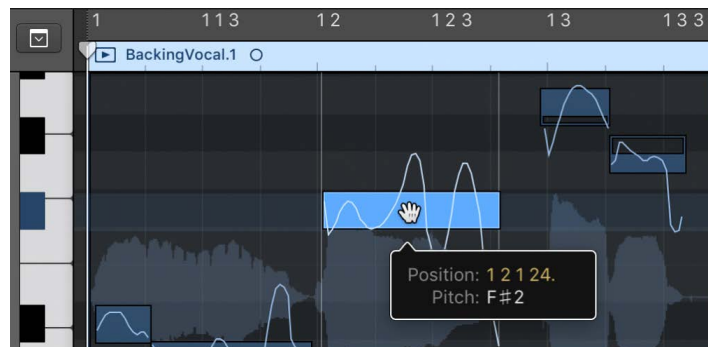 1 1 1 3 1 2 1 2 3 1 3 1 3 3
BackingVocal.1
Position: 1 2 1 24.
Pitch: F♯2